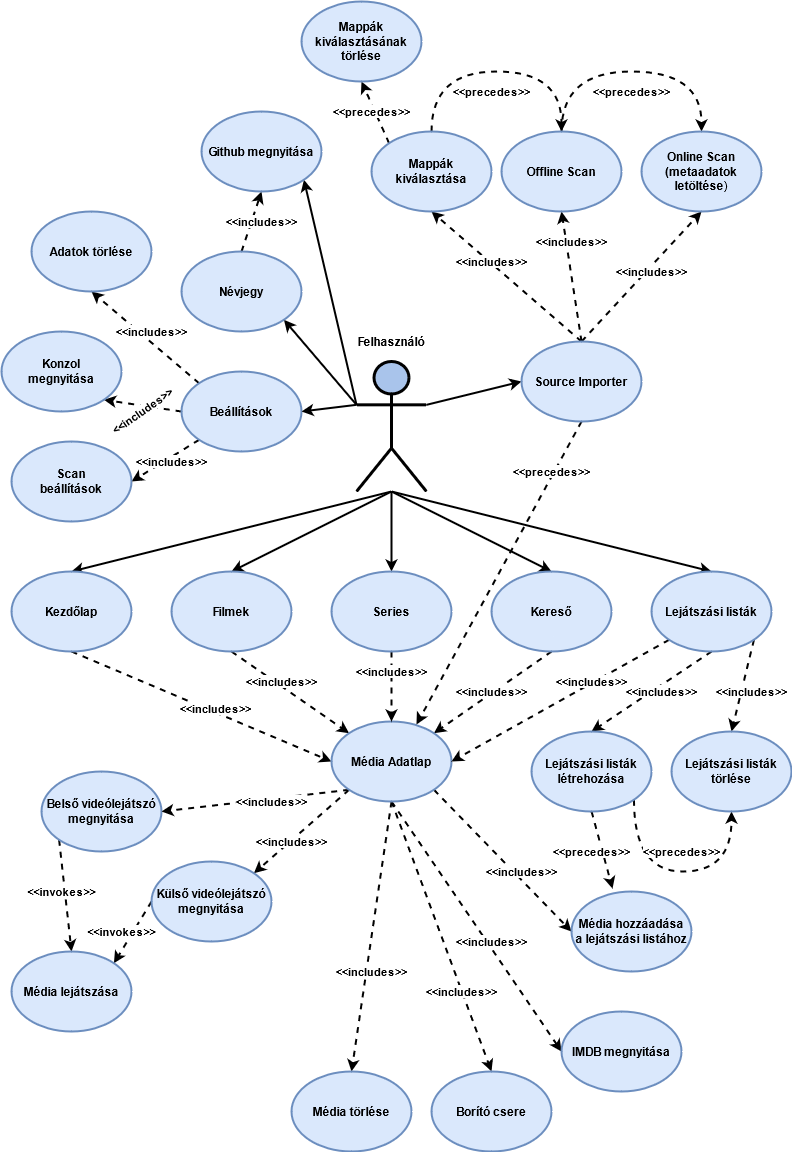 Mappák
kiválasztásának
törlése
<<precedes>>
<<precedes>>
<<precedes>>
Github megnyitása
Mappák
kiválasztása
Offline Scan
Online Scan
(metaadatok
letöltése)
<<includes>>
Adatok törlése
<<includes>>
<<includes>>
<<includes>>
Névjegy
<<includes>>
Felhasználó
Konzol
megnyitása
<<includes>>
Beállítások
Source Importer
<<includes>>
Scan
beállítások
<<precedes>>
Kezdőlap
Filmek
Series
Kereső
Lejátszási listák
<<includes>>
<<includes>>
<<includes>>
<<includes>>
<<includes>>
<<includes>>
<<includes>>
Média Adatlap
Lejátszási listák
létrehozása
Lejátszási listák
törlése
Belső videólejátszó
megnyitása
<<includes>>
<<includes>>
<<precedes>>
<<precedes>>
<<includes>>
<<invokes>>
Külső videólejátszó
megnyitása
<<invokes>>
Média hozzáadása
a lejátszási listához
<<includes>>
<<includes>>
<<includes>>
Média lejátszása
IMDB megnyitása
Média törlése
Borító csere